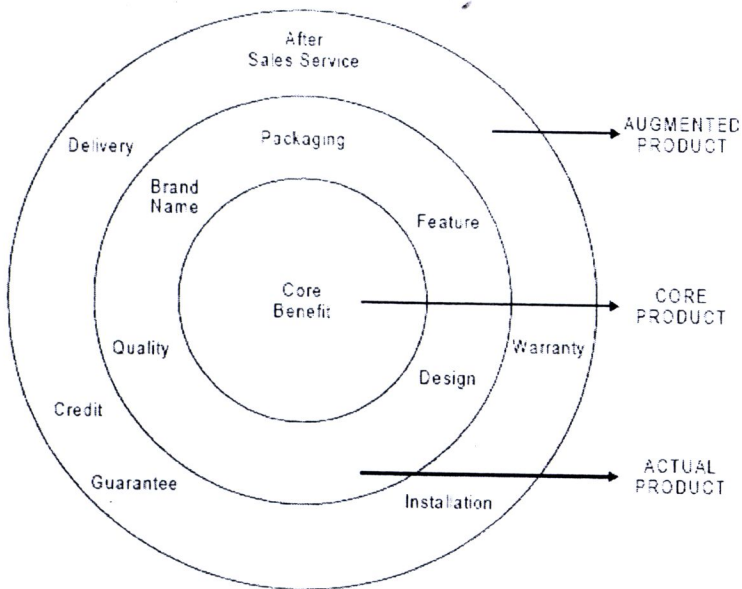 After
Sales Service
Delivery
Packaging
AUGMENTED
PRODUCT
Brand
Name
Feature
Core
Benefit
CORE
PRODUCT
Quality
Warranty
Design
Credit
Guarantee
Installation
ACTUAL
PRODUCT